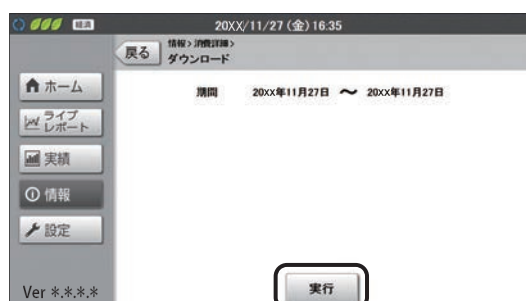 経済
20XX/11/27 (金) 16:35
戻る
情報>消費詳細>
ダウンロード
ホーム
ライブ
レポート
実績
情報
設定
期間 20xx年11月27日 〜 20xx年11月27日
実行
Ver *.*.*.*